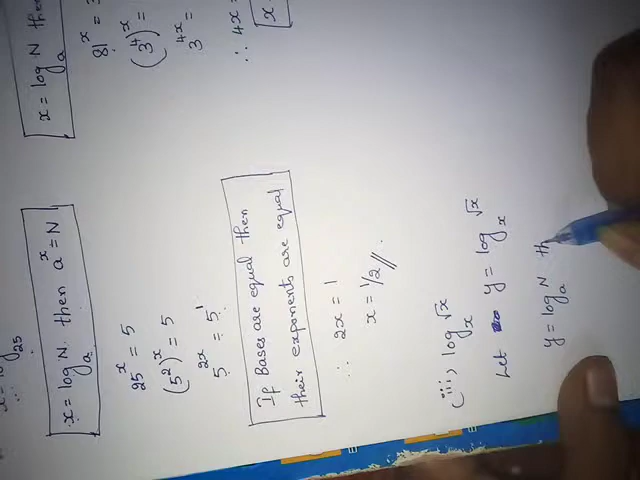 x = log_a N the
81^x = 3
(3^4)^x =
3^4x =
∴ 4x =
x
x = log_25
x = log_a N. then a^x = N
25^x = 5
(5^2)^x = 5
5^2x = 5^1
If Bases are equal then
their exponents are equal
∴ 2x = 1
x = 1/2 //.
(iii) log_x √x
Let y = log_x √x
y = log_a N th